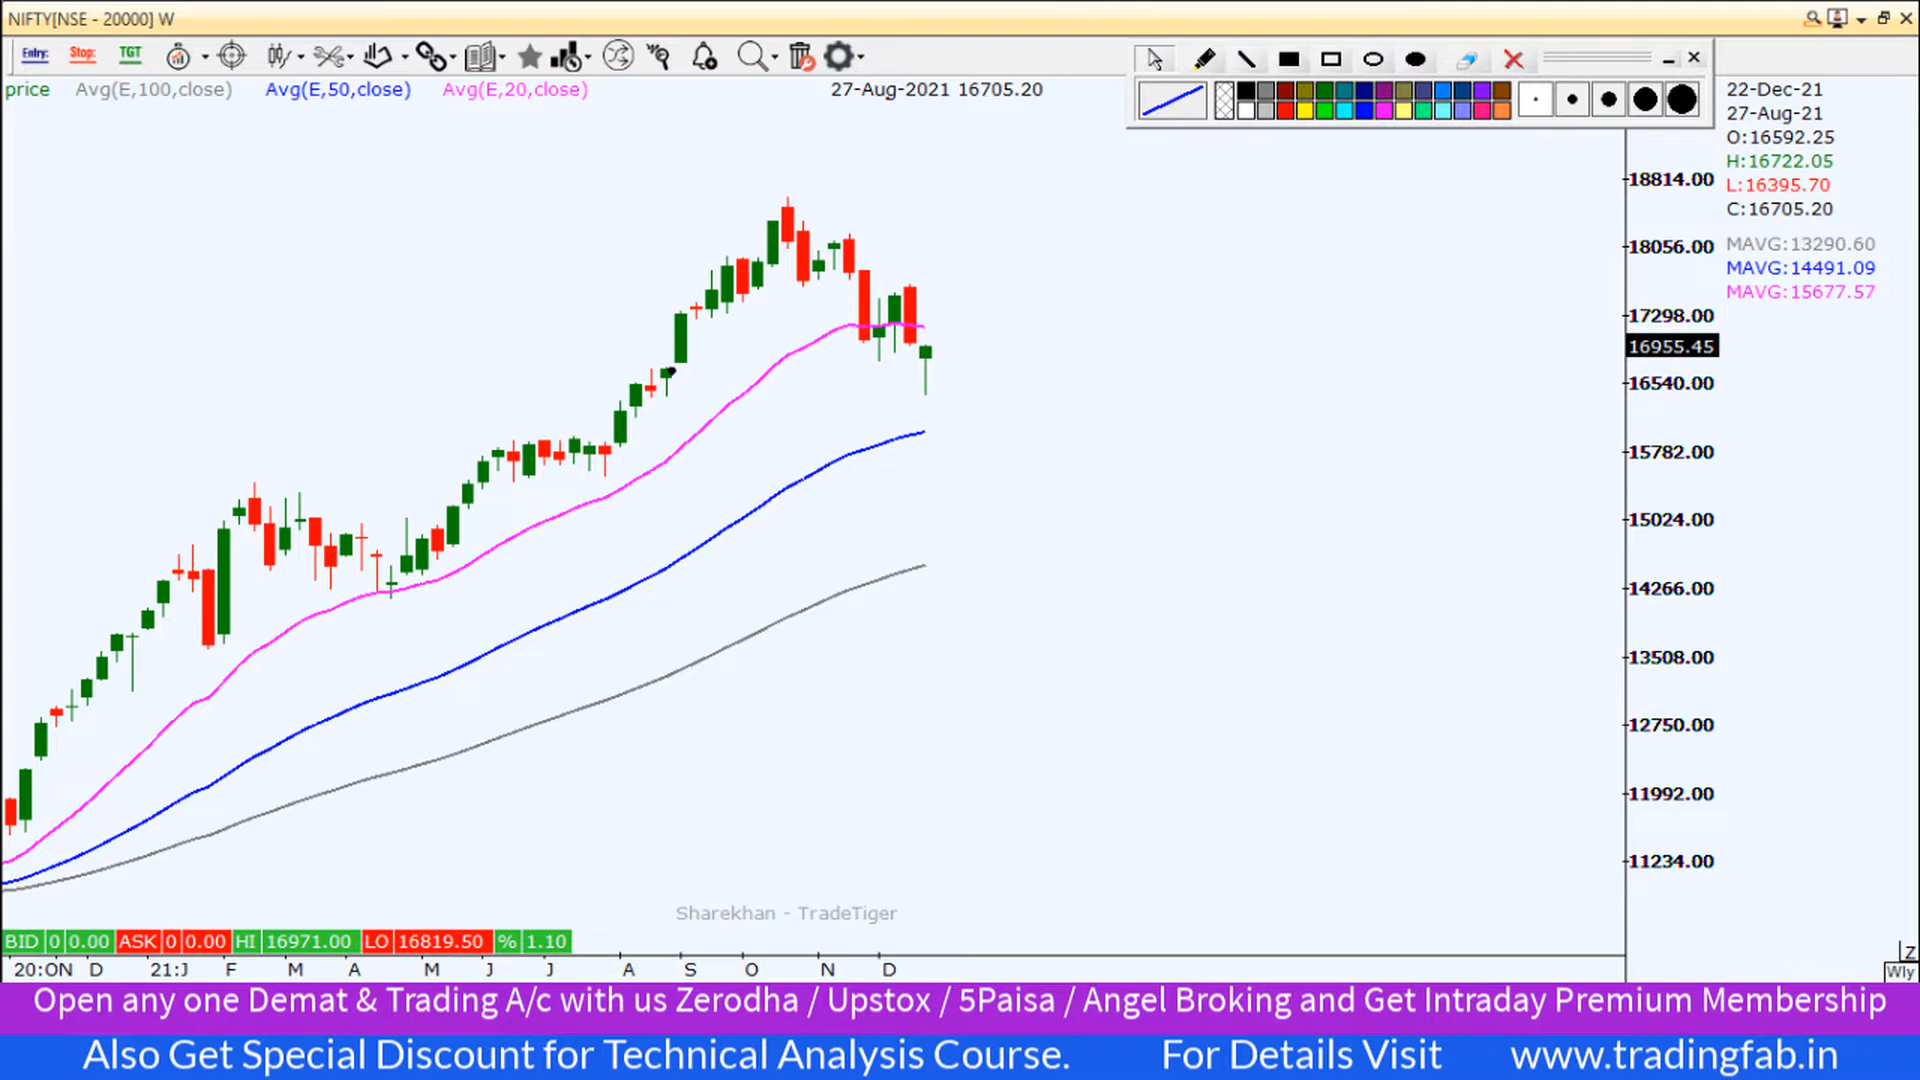 NIFTY[NSE - 20000] W
Entry: Stop: TGT
price Avg(E,100,close) Avg(E,50,close) Avg(E,20,close) 27-Aug-2021 16705.20
22-Dec-21
27-Aug-21
O:16592.25
H:16722.05
L:16395.70
C:16705.20
MAVG:13290.60
MAVG:14491.09
MAVG:15677.57
18814.00
18056.00
17298.00
16955.45
16540.00
15782.00
15024.00
14266.00
13508.00
12750.00
11992.00
11234.00
Sharekhan - TradeTiger
BID 0 0.00 ASK 0 0.00 HI 16971.00 LO 16819.50 % 1.10
20:ON D 21:J F M A M J J A S O N D
Z
Wly
Open any one Demat & Trading A/c with us Zerodha / Upstox / 5Paisa / Angel Broking and Get Intraday Premium Membership
Also Get Special Discount for Technical Analysis Course. For Details Visit www.tradingfab.in